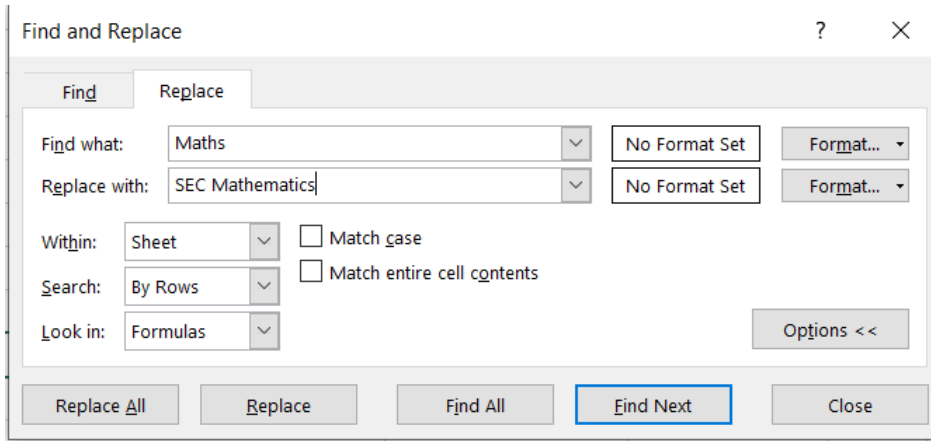 Find and Replace ?
Find Replace
Find what: Maths No Format Set Format...
Replace with: SEC Mathematics No Format Set Format...
Within: Sheet Match case
Match entire cell contents
Search: By Rows
Look in: Formulas Options <<
Replace All Replace Find All Find Next Close